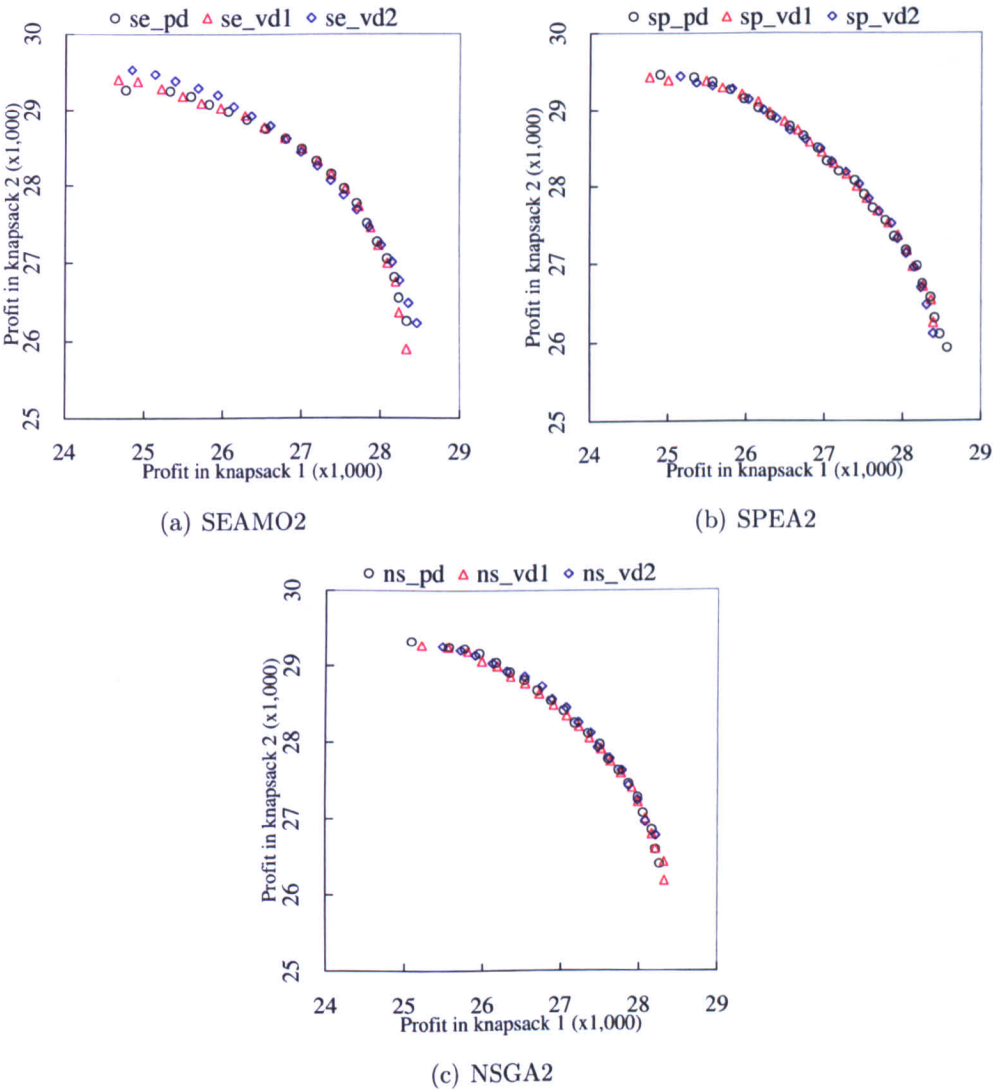 se_pd se_vd1 se_vd2
30
29
28
27
26
25
Profit in knapsack 2 (x1,000)
24 25 26 27 28 29
Profit in knapsack 1 (x1,000)
(a) SEAMO2
sp_pd sp_vd1 sp_vd2
30
29
28
27
26
25
Profit in knapsack 2 (x1,000)
24 25 26 27 28 29
Profit in knapsack 1 (x1,000)
(b) SPEA2
ns_pd ns_vd1 ns_vd2
30
29
28
27
26
25
Profit in knapsack 2 (x1,000)
24 25 26 27 28 29
Profit in knapsack 1 (x1,000)
(c) NSGA2